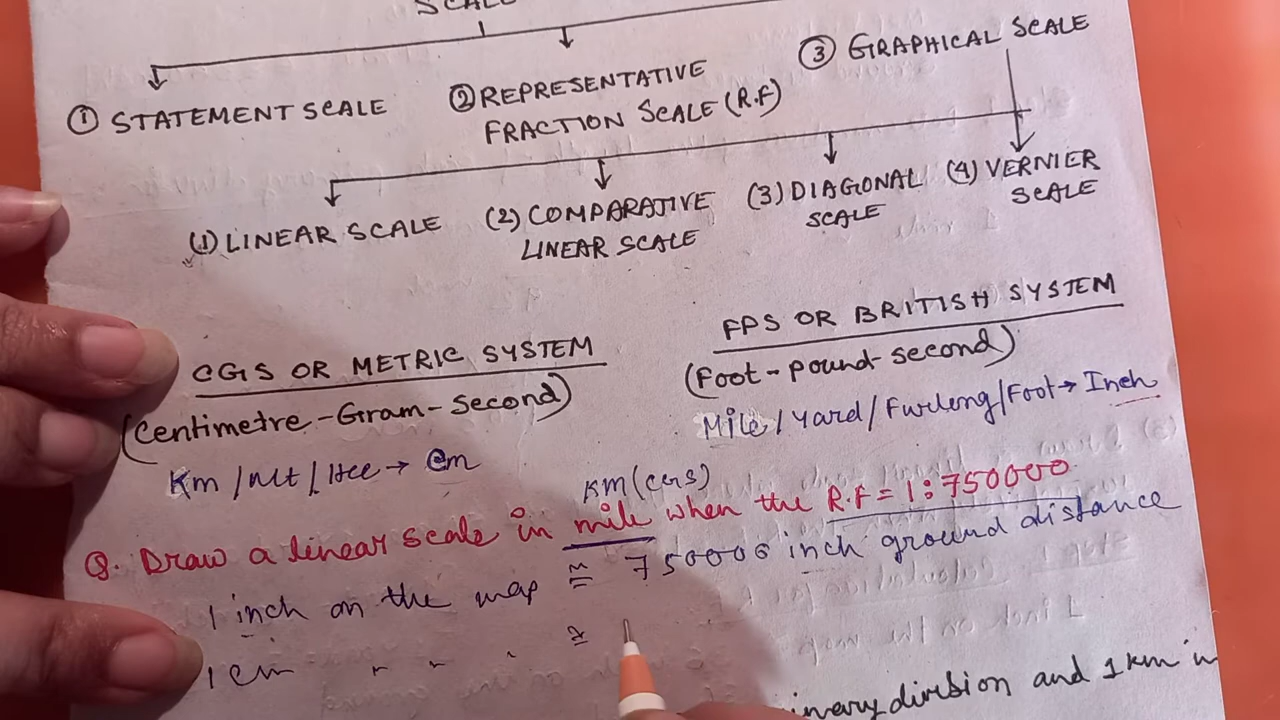 SCALE
① STATEMENT SCALE
② REPRESENTATIVE
FRACTION SCALE (R.F)
③ GRAPHICAL SCALE
(1) LINEAR SCALE
(2) COMPARATIVE
LINEAR SCALE
(3) DIAGONAL
SCALE
(4) VERNIER
SCALE
CGS OR METRIC SYSTEM
(Centimetre-Gram-Second)
Km / Mt / Hec → cm
FPS OR BRITISH SYSTEM
(Foot-pound-second)
Mile / Yard / Furlong / Foot → Inch
KM (CGS)
Q. Draw a linear scale in mile when the R.F = 1:750000
1 inch on the map ≅ 750000 inch ground distance
1 cm " " " ≅
division and 1 km in